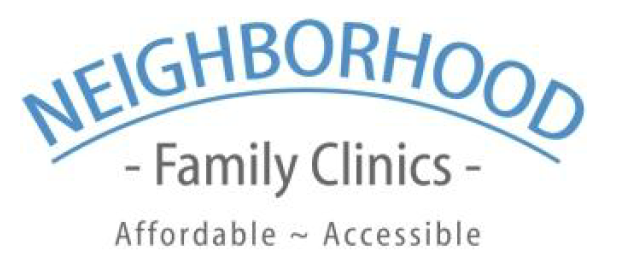 NEIGHBORHOOD
- Family Clinics -
Affordable ~ Accessible